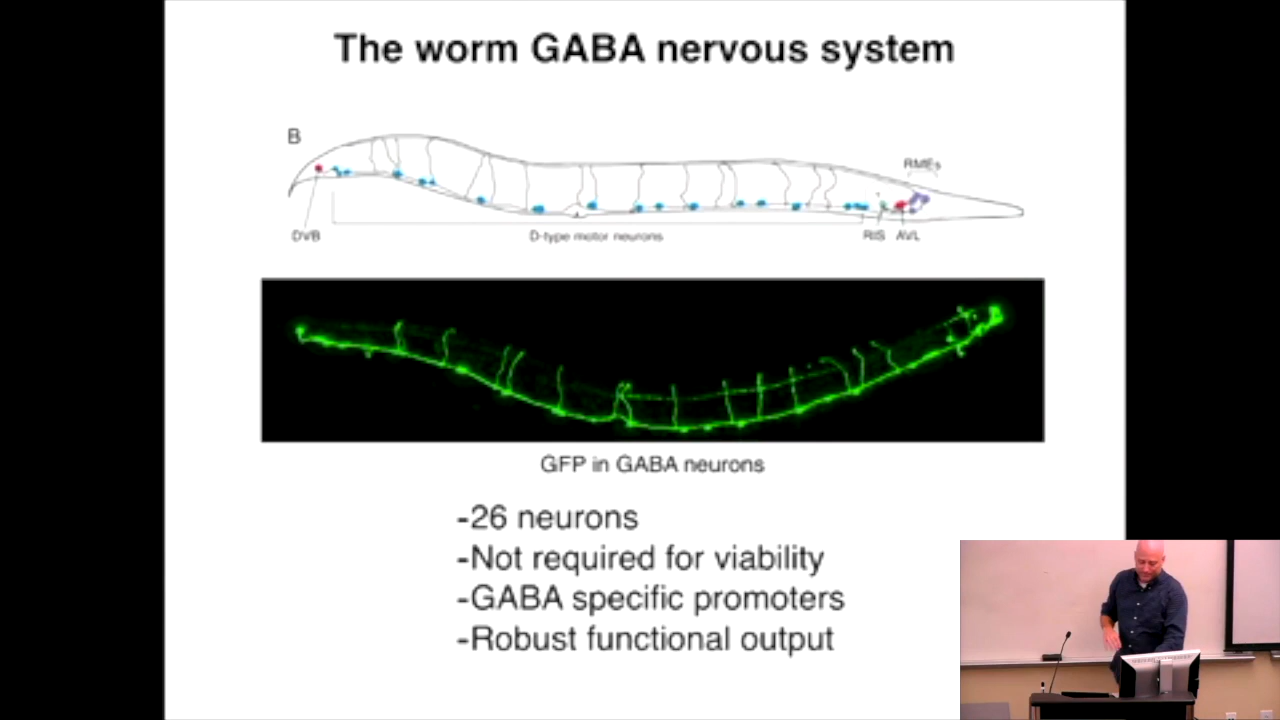 The worm GABA nervous system
B
RMEs
DVB
D-type motor neurons
RIS
AVL
GFP in GABA neurons
-26 neurons
-Not required for viability
-GABA specific promoters
-Robust functional output